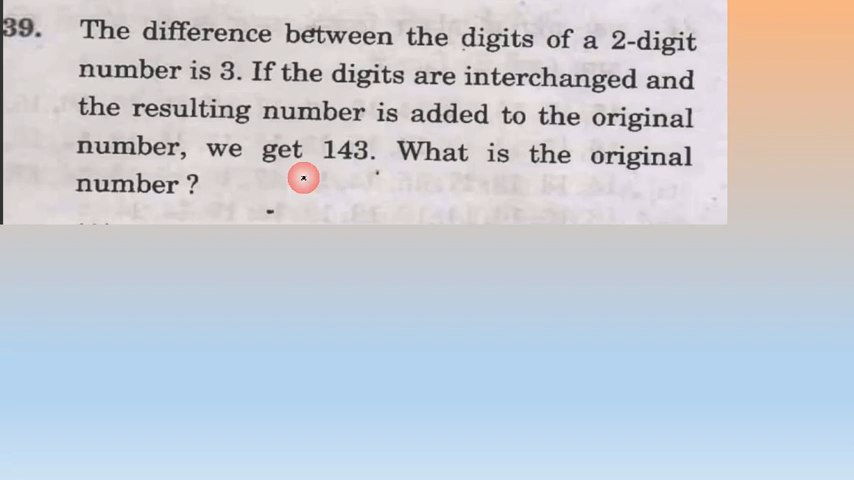 39. The difference between the digits of a 2-digit
number is 3. If the digits are interchanged and
the resulting number is added to the original
number, we get 143. What is the original
number ?